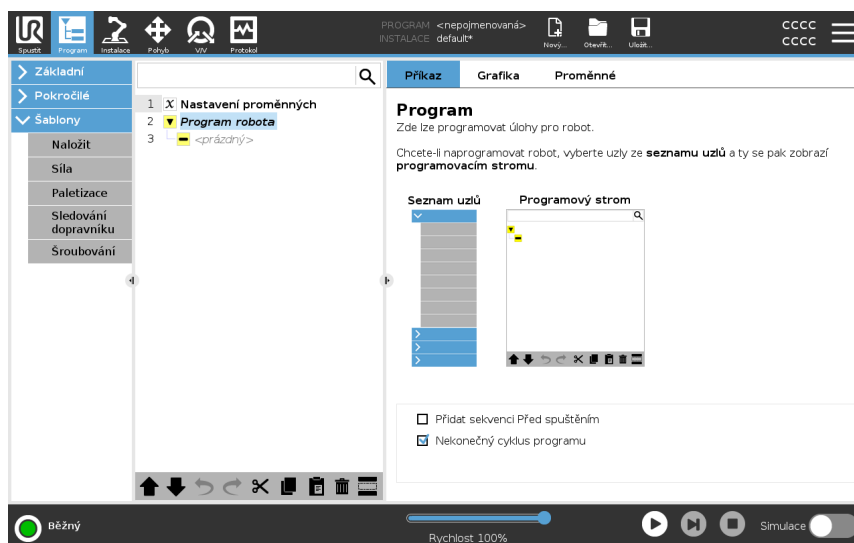 PROGRAM <nepojmenovaná>
INSTALACE default*
CCCC
CCCC
Spustit Program Instalace Pohyb V/V Protokol Nový... Otevřít... Uložit...
Základní
Pokročilé
Šablony
Naložit
Síla
Paletizace
Sledování
dopravníku
Šroubování
1 X Nastavení proměnných
2 Program robota
3 <prázdný>
Příkaz Grafika Proměnné
Program
Zde lze programovat úlohy pro robot.
Chcete-li naprogramovat robot, vyberte uzly ze seznamu uzlů a ty se pak zobrazí
programovacím stromu.
Seznam uzlů Programový strom
Přidat sekvenci Před spuštěním
Nekonečný cyklus programu
Běžný
Rychlost 100%
Simulace